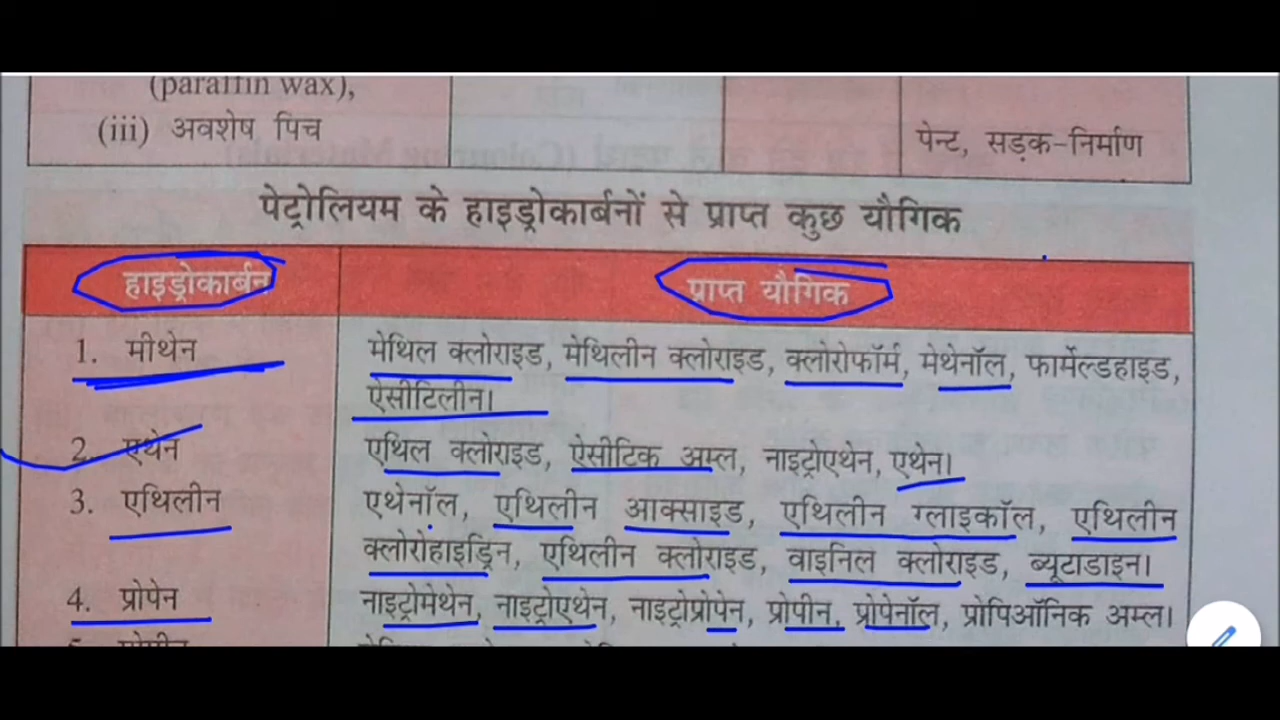 (paraffin wax),
(iii) अवशेष पिच
पेन्ट, सड़क-निर्माण
पेट्रोलियम के हाइड्रोकार्बनों से प्राप्त कुछ यौगिक
हाइड्रोकार्बन प्राप्त यौगिक
1. मीथेन मेथिल क्लोराइड, मेथिलीन क्लोराइड, क्लोरोफॉर्म, मेथेनॉल, फार्मेल्डहाइड,
ऐसीटिलीन।
2. एथेन एथिल क्लोराइड, ऐसीटिक अम्ल, नाइट्रोएथेन, एथेन।
3. एथिलीन एथेनॉल, एथिलीन आक्साइड, एथिलीन ग्लाइकॉल, एथिलीन
क्लोरोहाइड्रिन, एथिलीन क्लोराइड, वाइनिल क्लोराइड, ब्यूटाडाइन।
4. प्रोपेन नाइट्रोमेथेन, नाइट्रोएथेन, नाइट्रोप्रोपेन, प्रोपीन, प्रोपेनॉल, प्रोपिऑनिक अम्ल।